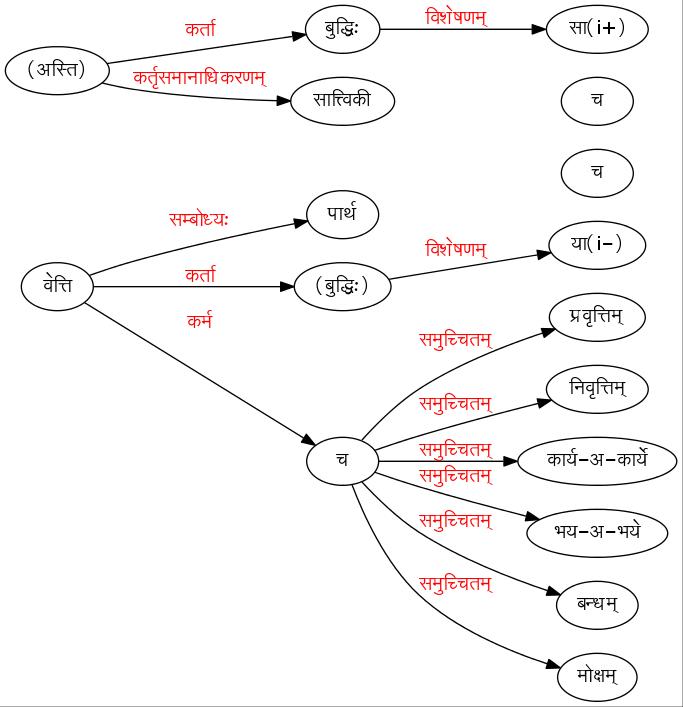 कर्ता
बुद्धिः
विशेषणम्
सा(i+)
(अस्ति)
कर्तृसमानाधिकरणम्
सात्त्विकी
च
च
सम्बोध्यः
पार्थ
वेत्ति
कर्ता
(बुद्धिः)
विशेषणम्
या(i-)
कर्म
समुच्चितम्
प्रवृत्तिम्
समुच्चितम्
निवृत्तिम्
च
समुच्चितम्
कार्य-अ-कार्ये
समुच्चितम्
भय-अ-भये
समुच्चितम्
बन्धम्
समुच्चितम्
मोक्षम्